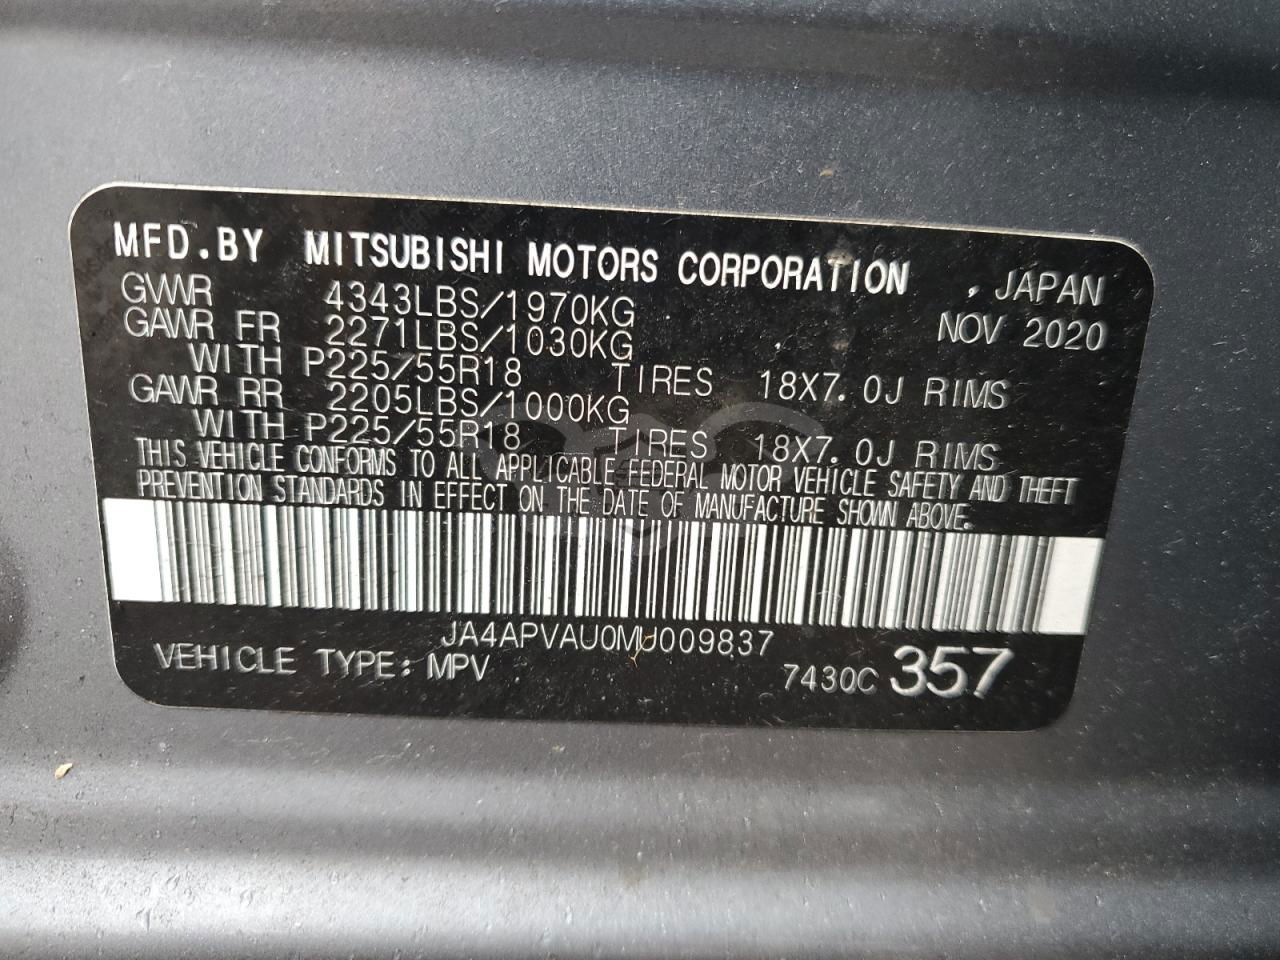 MFD.BY MITSUBISHI MOTORS CORPORATION , JAPAN
GVWR 4343LBS/1970KG NOV 2020
GAWR FR 2271LBS/1030KG
WITH P225/55R18 TIRES 18X7.0J RIMS
GAWR RR 2205LBS/1000KG
WITH P225/55R18 TIRES 18X7.0J RIMS
THIS VEHICLE CONFORMS TO ALL APPLICABLE FEDERAL MOTOR VEHICLE SAFETY AND THEFT
PREVENTION STANDARDS IN EFFECT ON THE DATE OF MANUFACTURE SHOWN ABOVE.
JA4APVAU0MU009837
VEHICLE TYPE: MPV 7430C 357